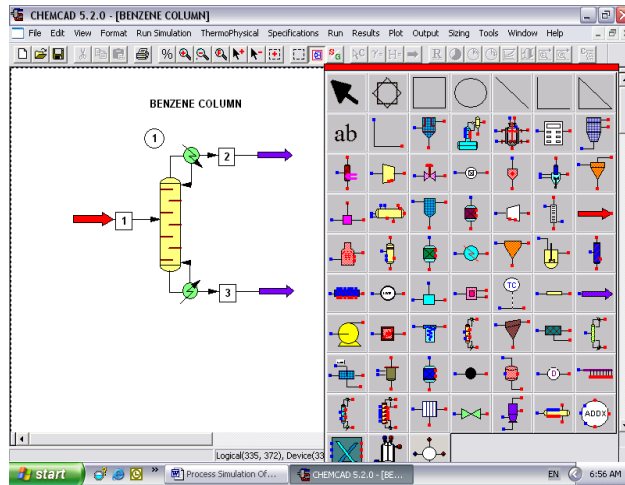 CHEMCAD 5.2.0 - [BENZENE COLUMN]
File Edit View Format Run Simulation ThermoPhysical Specifications Run Results Plot Output Sizing Tools Window Help
BENZENE COLUMN
1
2
1
3
ab
TC
D
ADDX
Logical(335, 372), Device(33
start
Process Simulation Of...
CHEMCAD 5.2.0 - [BE...
EN
6:56 AM